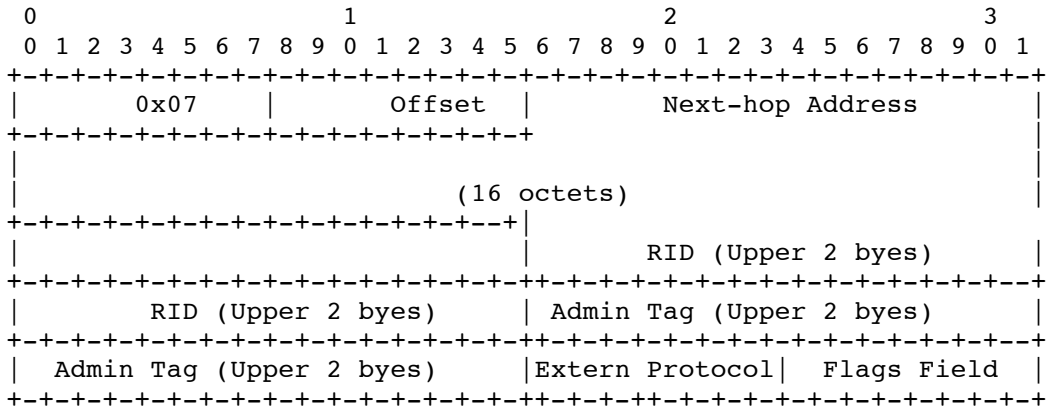 0 1 2 3
0 1 2 3 4 5 6 7 8 9 0 1 2 3 4 5 6 7 8 9 0 1 2 3 4 5 6 7 8 9 0 1
+-+-+-+-+-+-+-+-+-+-+-+-+-+-+-+-+-+-+-+-+-+-+-+-+-+-+-+-+-+-+-+-+
| 0x07 | Offset | Next-hop Address |
+-+-+-+-+-+-+-+-+-+-+-+-+-+-+-+-+ |
| |
| (16 octets) |
+-+-+-+-+-+-+-+-+-+-+-+-+-+-+--+|
| | RID (Upper 2 byes) |
+-+-+-+-+-+-+-+-+-+-+-+-+-+-+-+-++-+-+-+-+-+-+-+-+-+-+-+-+-+-+--+
| RID (Upper 2 byes) | Admin Tag (Upper 2 byes) |
+-+-+-+-+-+-+-+-+-+-+-+-+-+-+-+-++-+-+-+-+-+-+-+-+-+-+-+-+-+-+--+
| Admin Tag (Upper 2 byes) |Extern Protocol| Flags Field |
+-+-+-+-+-+-+-+-+-+-+-+-+-+-+-+-++-+-+-++-+-+-+-+-+-+-+-+-+-+-+-+